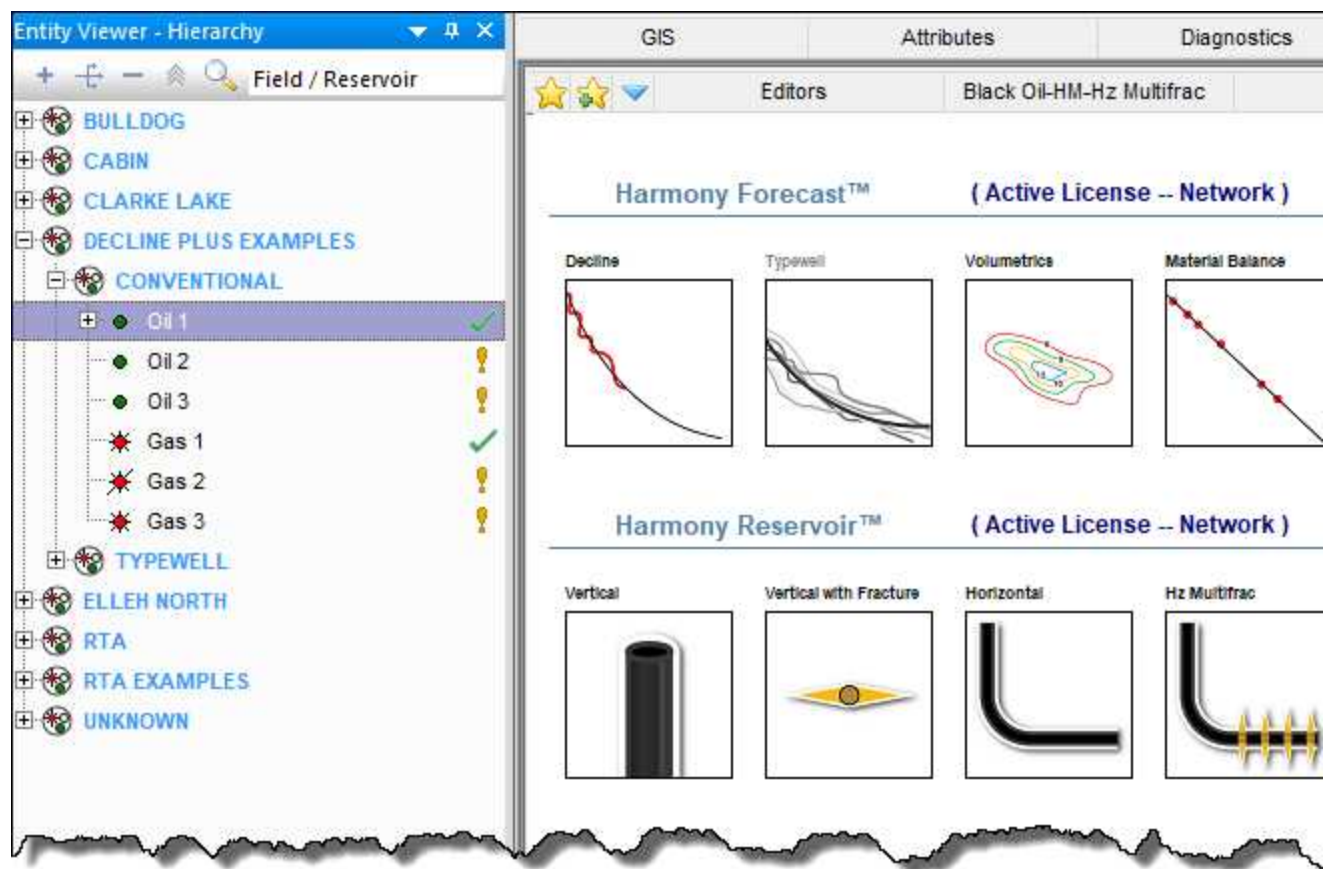 Entity Viewer - Hierarchy
Field / Reservoir
BULLDOG
CABIN
CLARKE LAKE
DECLINE PLUS EXAMPLES
CONVENTIONAL
Oil 1
Oil 2
Oil 3
Gas 1
Gas 2
Gas 3
TYPEWELL
ELLEH NORTH
RTA
RTA EXAMPLES
UNKNOWN
GIS Attributes Diagnostics
Editors Black Oil-HM-Hz Multifrac
Harmony Forecast™ ( Active License -- Network )
Decline Typewell Volumetrics Material Balance
Harmony Reservoir™ ( Active License -- Network )
Vertical Vertical with Fracture Horizontal Hz Multifrac